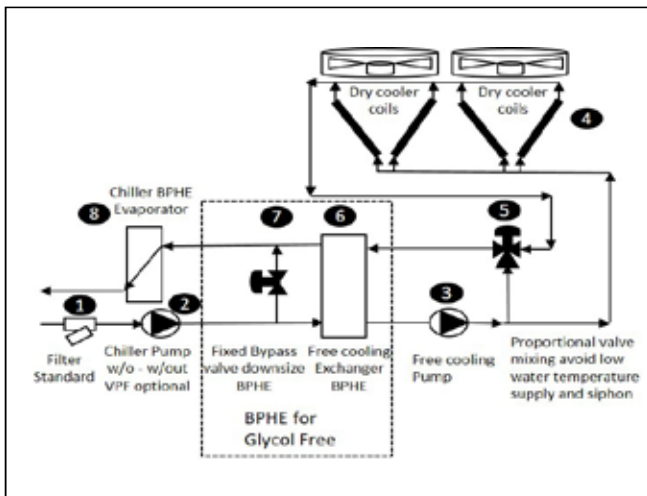 Dry cooler
coils
Dry cooler
coils
4
Chiller BPHE
Evaporator
8
7
6
5
1
2
3
Filter
Standard
Chiller Pump
w/o - w/out
VPF optional
Fixed Bypass
valve downsize
BPHE
Free cooling
Exchanger
BPHE
Free cooling
Pump
Proportional valve
mixing avoid low
water temperature
supply and siphon
BPHE for
Glycol Free